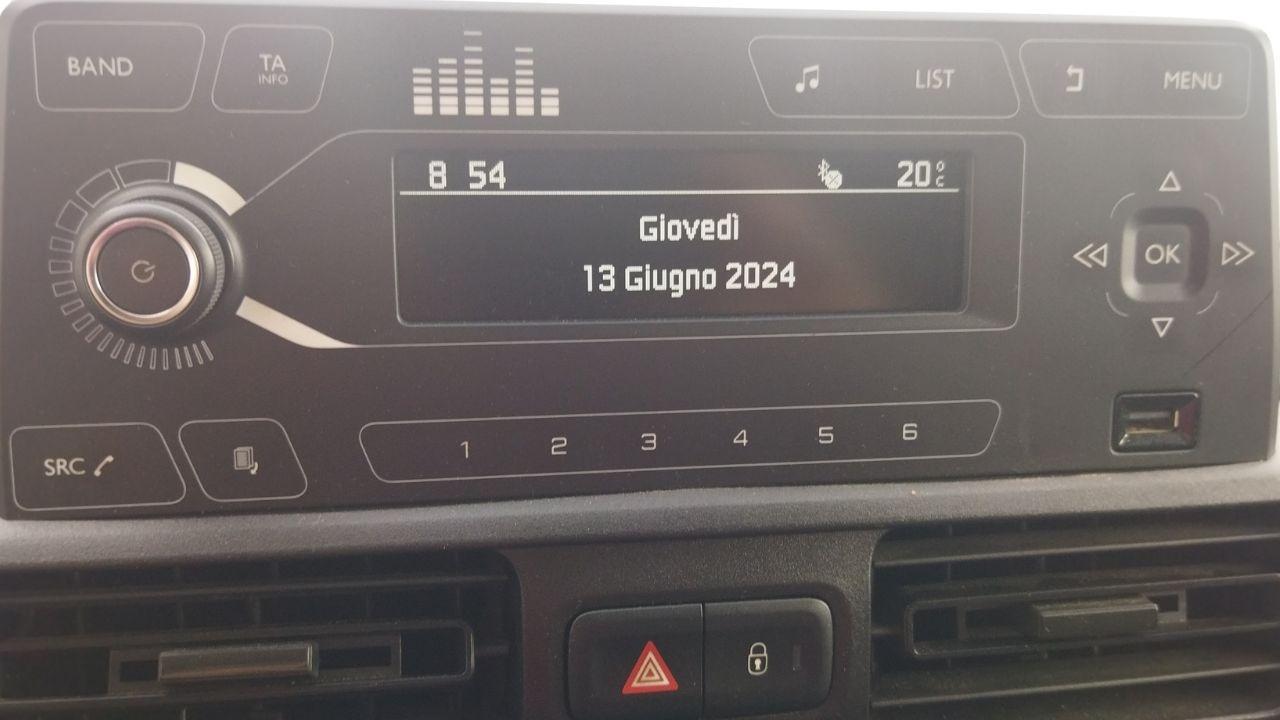 BAND
TA
INFO
LIST
MENU
8 54
20°C
Giovedì
13 Giugno 2024
OK
SRC
1 2 3 4 5 6